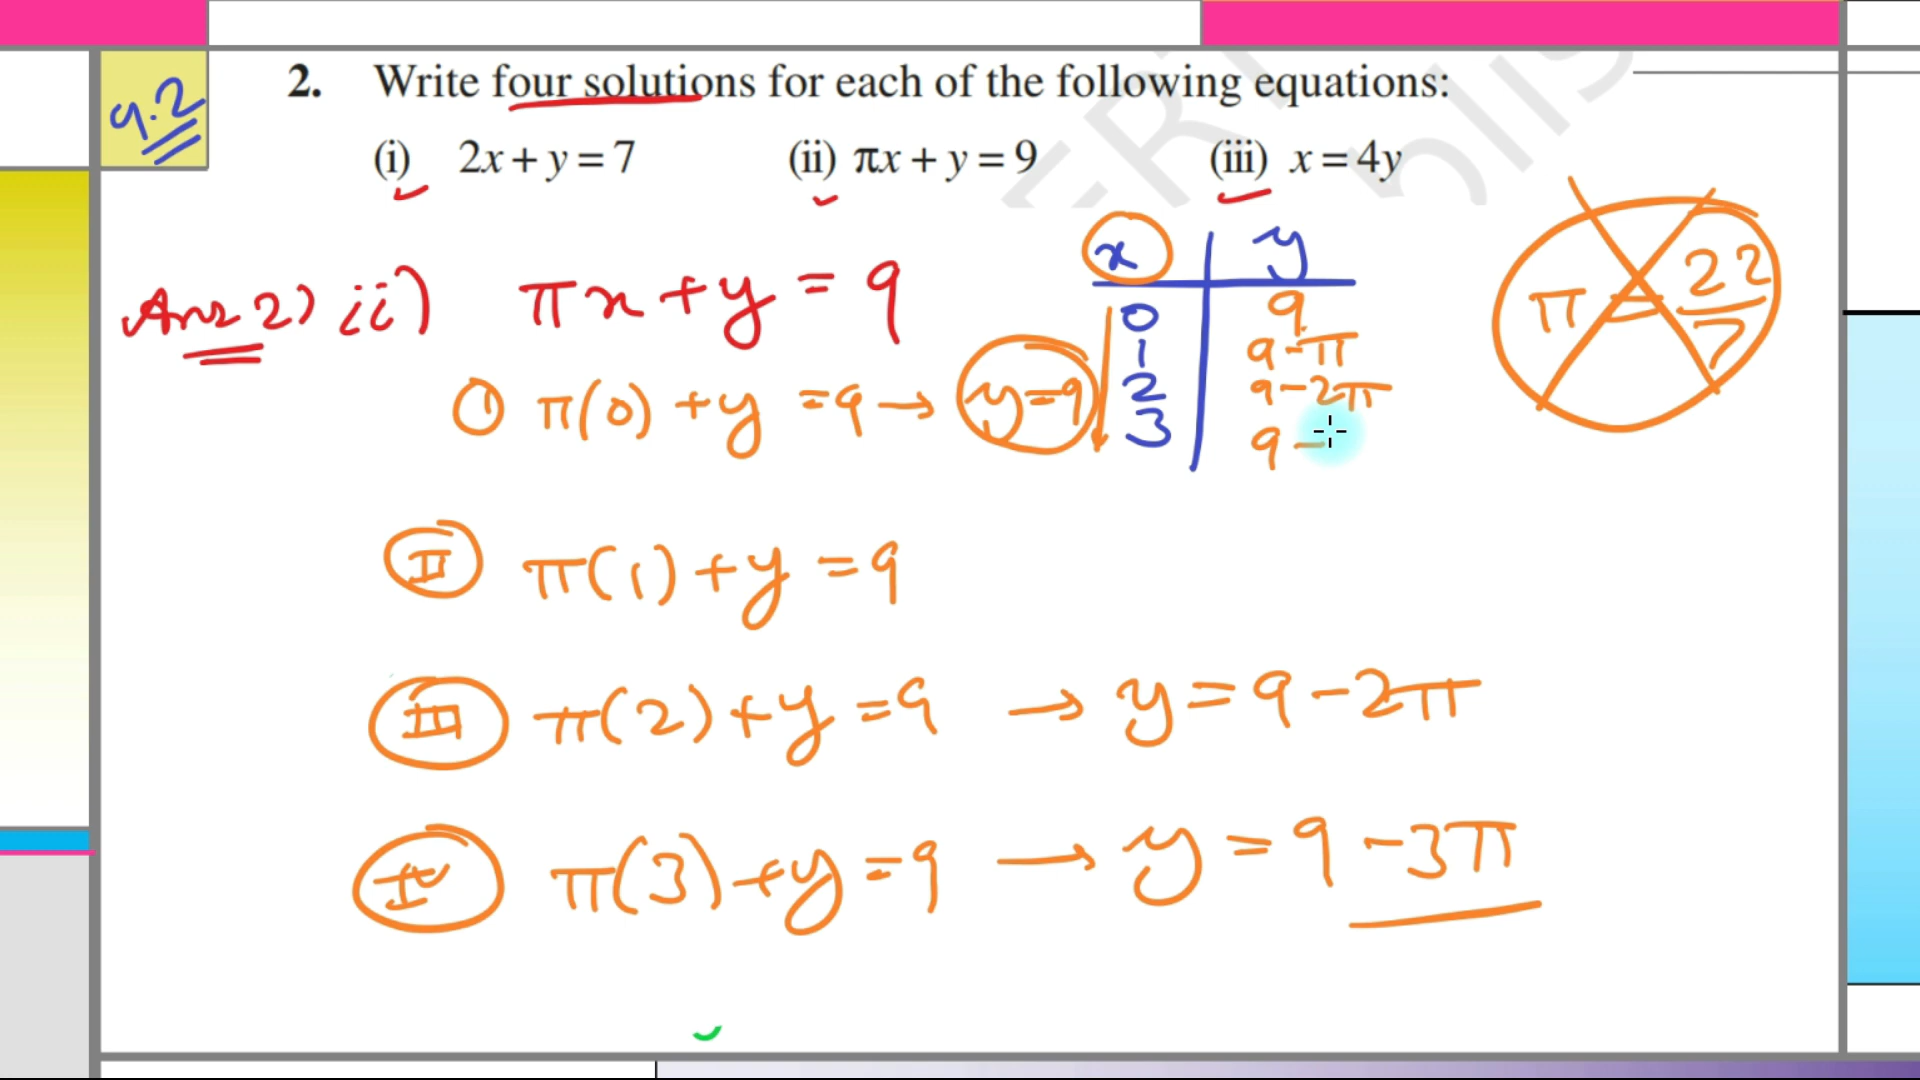 9.2
2. Write four solutions for each of the following equations:
(i) 2x + y = 7 (ii) πx + y = 9 (iii) x = 4y
Ans 2) ii) πx + y = 9
x y
0 9
1 9-π
2 9-2π
3 9-
π = 22/7
① π(0) + y = 9 → y=9
II π(1) + y = 9
III π(2) + y = 9 → y = 9 - 2π
IV π(3) + y = 9 → y = 9 - 3π